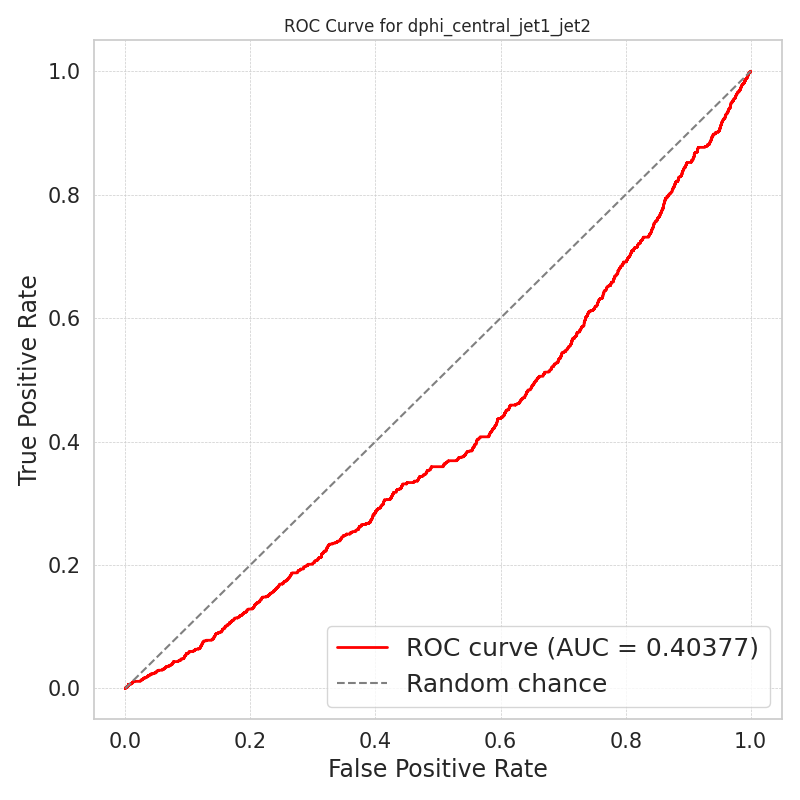 ROC Curve for dphi_central_jet1_jet2
True Positive Rate
1.0
0.8
0.6
0.4
0.2
0.0
ROC curve (AUC = 0.40377)
Random chance
0.0 0.2 0.4 0.6 0.8 1.0
False Positive Rate